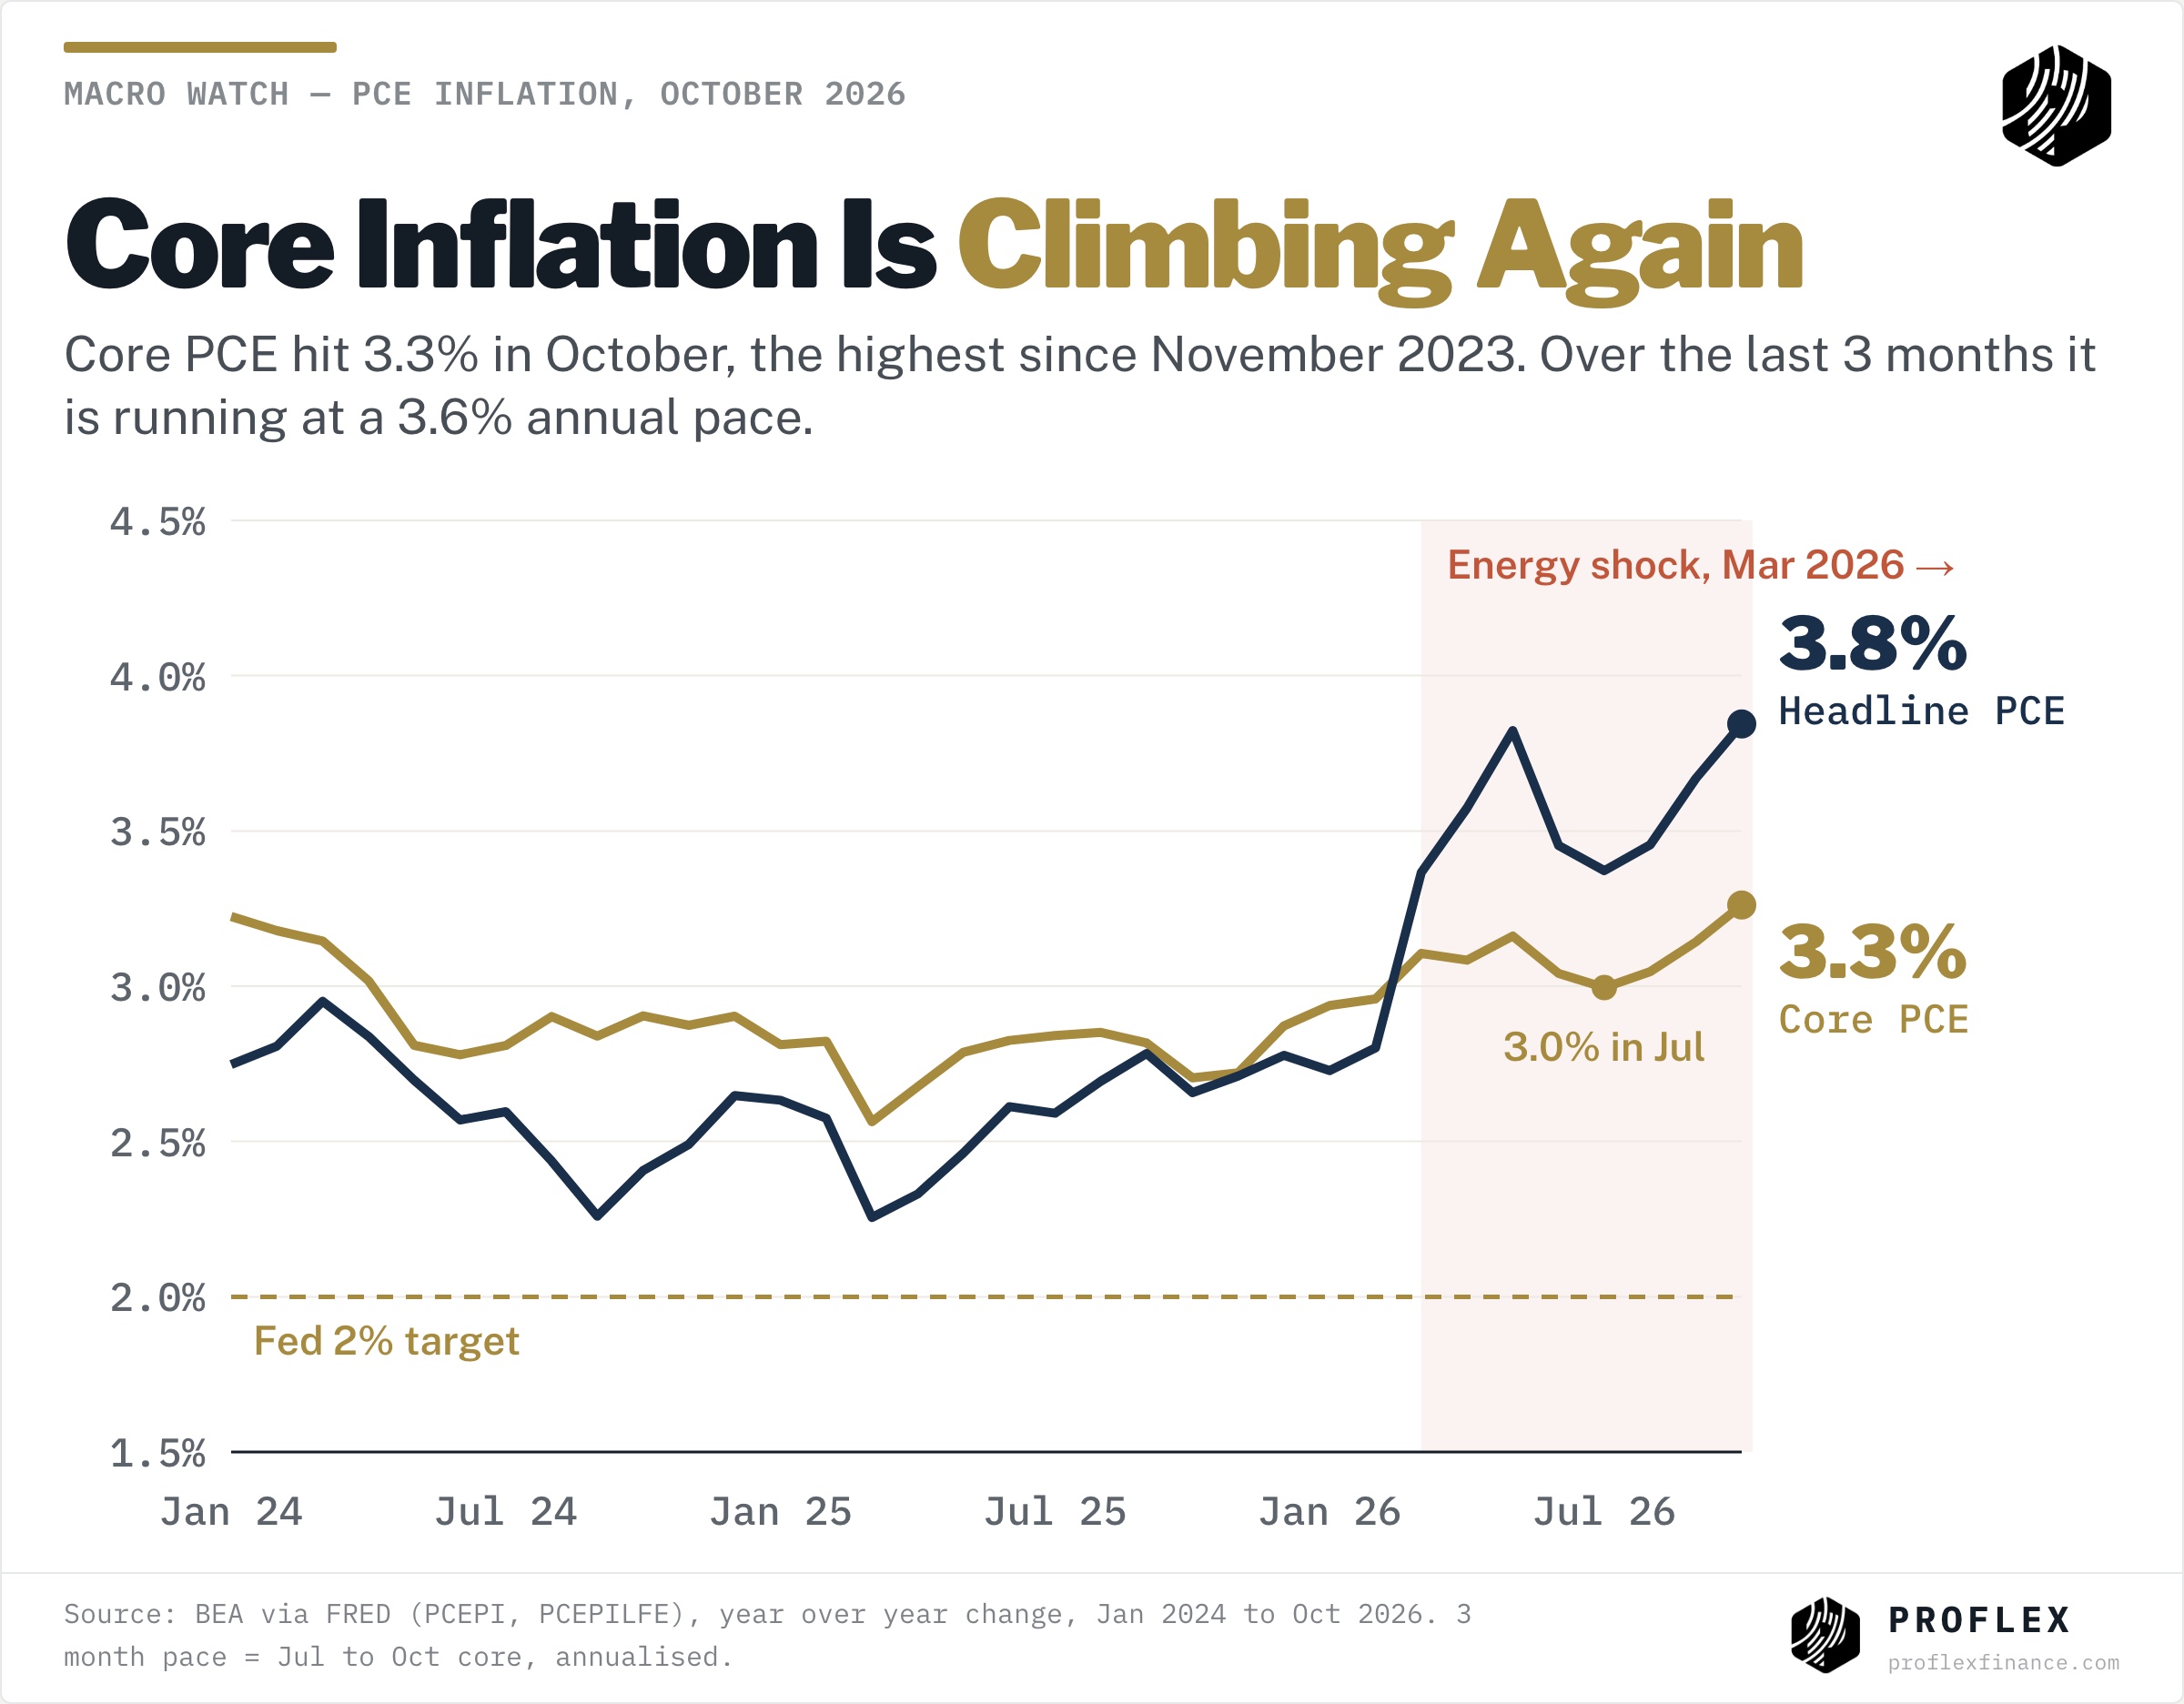 MACRO WATCH — PCE INFLATION, OCTOBER 2026
Core Inflation Is Climbing Again
Core PCE hit 3.3% in October, the highest since November 2023. Over the last 3 months it
is running at a 3.6% annual pace.
4.5%
Energy shock, Mar 2026 →
3.8%
Headline PCE
4.0%
3.5%
3.3%
Core PCE
3.0%
3.0% in Jul
2.5%
2.0%
Fed 2% target
1.5%
Jan 24 Jul 24 Jan 25 Jul 25 Jan 26 Jul 26
Source: BEA via FRED (PCEPI, PCEPILFE), year over year change, Jan 2024 to Oct 2026. 3
month pace = Jul to Oct core, annualised.
PROFLEX
proflexfinance.com